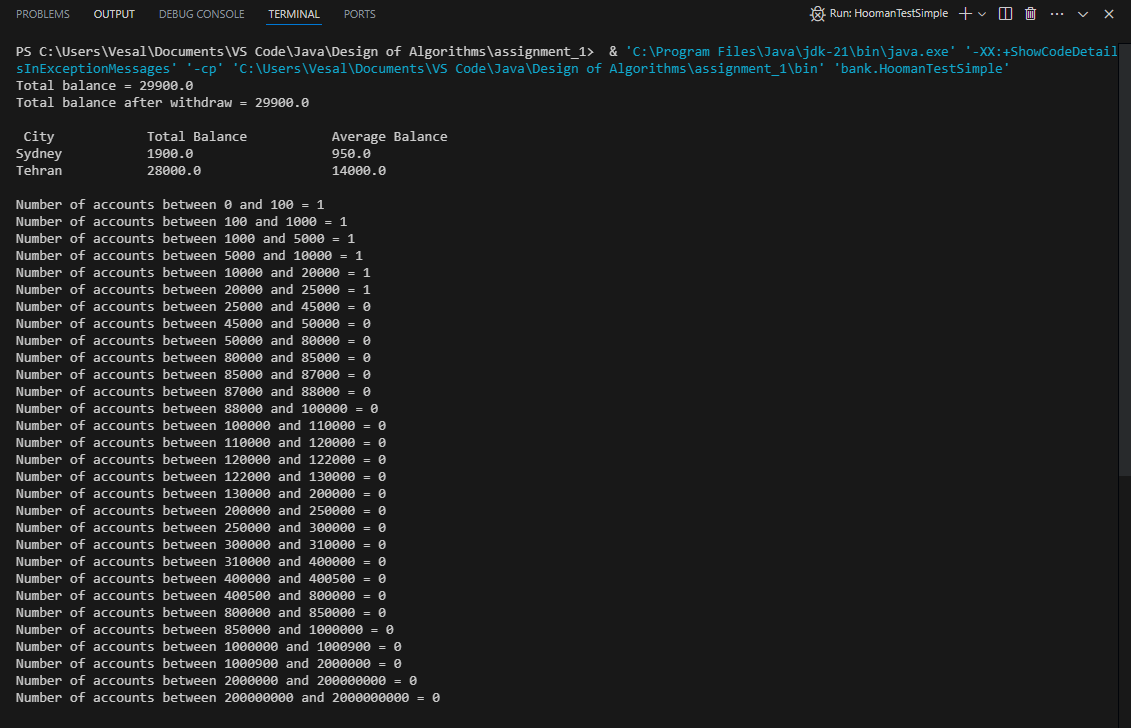 PROBLEMS OUTPUT DEBUG CONSOLE TERMINAL PORTS Run: HoomanTestSimple
PS C:\Users\Vesal\Documents\VS Code\Java\Design of Algorithms\assignment_1>  & 'C:\Program Files\Java\jdk-21\bin\java.exe' '-XX:+ShowCodeDetail
sInExceptionMessages' '-cp' 'C:\Users\Vesal\Documents\VS Code\Java\Design of Algorithms\assignment_1\bin' 'bank.HoomanTestSimple'
Total balance = 29900.0
Total balance after withdraw = 29900.0
City Total Balance Average Balance
Sydney 1900.0 950.0
Tehran 28000.0 14000.0
Number of accounts between 0 and 100 = 1
Number of accounts between 100 and 1000 = 1
Number of accounts between 1000 and 5000 = 1
Number of accounts between 5000 and 10000 = 1
Number of accounts between 10000 and 20000 = 1
Number of accounts between 20000 and 25000 = 1
Number of accounts between 25000 and 45000 = 0
Number of accounts between 45000 and 50000 = 0
Number of accounts between 50000 and 80000 = 0
Number of accounts between 80000 and 85000 = 0
Number of accounts between 85000 and 87000 = 0
Number of accounts between 87000 and 88000 = 0
Number of accounts between 88000 and 100000 = 0
Number of accounts between 100000 and 110000 = 0
Number of accounts between 110000 and 120000 = 0
Number of accounts between 120000 and 122000 = 0
Number of accounts between 122000 and 130000 = 0
Number of accounts between 130000 and 200000 = 0
Number of accounts between 200000 and 250000 = 0
Number of accounts between 250000 and 300000 = 0
Number of accounts between 300000 and 310000 = 0
Number of accounts between 310000 and 400000 = 0
Number of accounts between 400000 and 400500 = 0
Number of accounts between 400500 and 800000 = 0
Number of accounts between 800000 and 850000 = 0
Number of accounts between 850000 and 1000000 = 0
Number of accounts between 1000000 and 1000900 = 0
Number of accounts between 1000900 and 2000000 = 0
Number of accounts between 2000000 and 200000000 = 0
Number of accounts between 200000000 and 2000000000 = 0